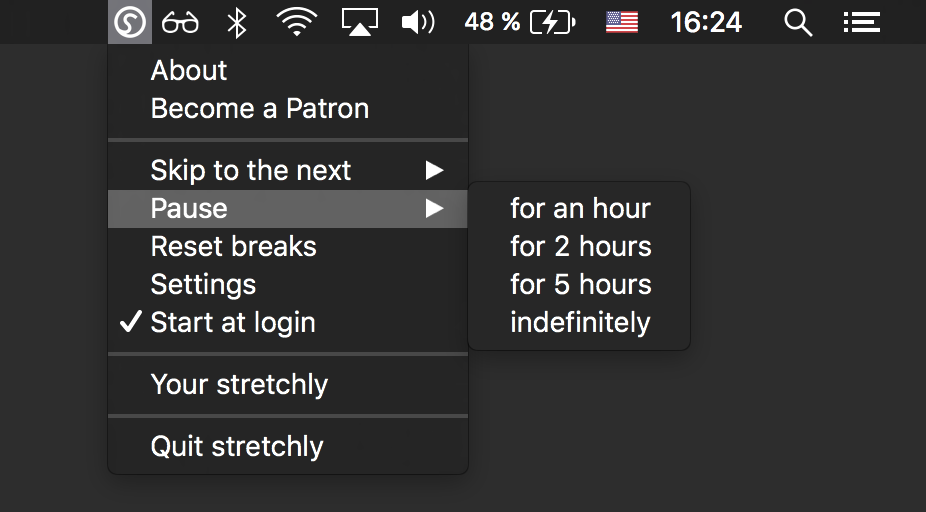 48 %
16:24
About
Become a Patron
Skip to the next
Pause
for an hour
Reset breaks
for 2 hours
Settings
for 5 hours
Start at login
indefinitely
Your stretchly
Quit stretchly